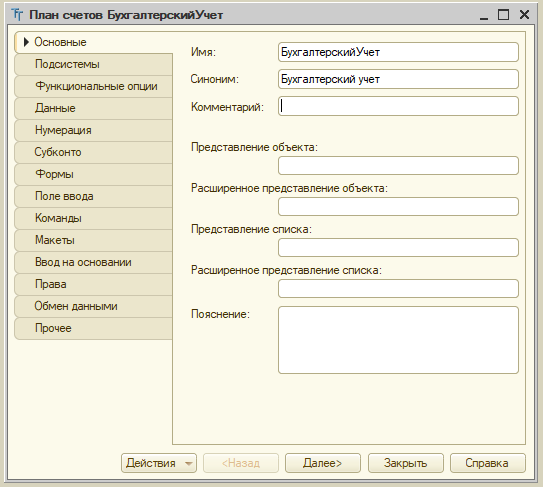 План счетов БухгалтерскийУчет
Основные
Подсистемы
Функциональные опции
Данные
Нумерация
Субконто
Формы
Поле ввода
Команды
Макеты
Ввод на основании
Права
Обмен данными
Прочее
Имя: БухгалтерскийУчет
Синоним: Бухгалтерский учет
Комментарий:
Представление объекта:
Расширенное представление объекта:
Представление списка:
Расширенное представление списка:
Пояснение:
Действия <Назад Далее> Закрыть Справка